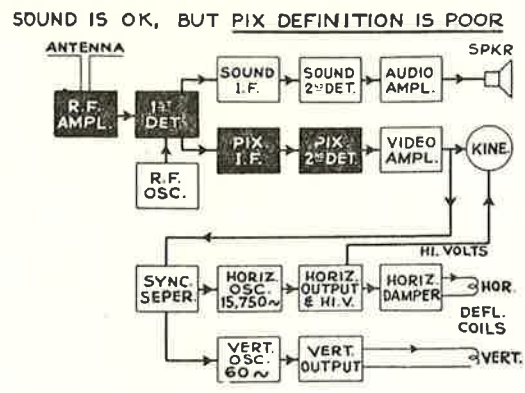 SOUND IS OK, BUT PIX DEFINITION IS POOR
ANTENNA
SPKR
R.F.
AMPL.
1ST
DET.
SOUND
I.F.
SOUND
2ND DET.
AUDIO
AMPL.
PIX
I.F.
PIX
2ND DET.
VIDEO
AMPL.
KINE.
R.F.
OSC.
HI. VOLTS
SYNC.
SEPER.
HORIZ.
OSC.
15,750~
HORIZ.
OUTPUT
& HI.V.
HORIZ.
DAMPER
HOR.
DEFL.
COILS
VERT.
OSC.
60~
VERT.
OUTPUT
VERT.